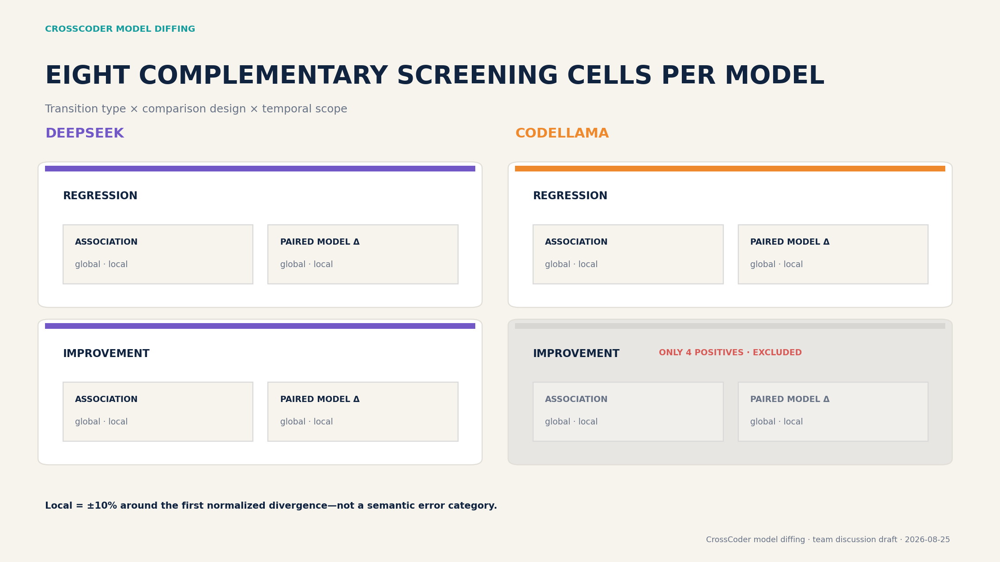 CROSSCODER MODEL DIFFING
EIGHT COMPLEMENTARY SCREENING CELLS PER MODEL
Transition type × comparison design × temporal scope
DEEPSEEK
REGRESSION
ASSOCIATION
global · local
PAIRED MODEL Δ
global · local
IMPROVEMENT
ASSOCIATION
global · local
PAIRED MODEL Δ
global · local
CODELLAMA
REGRESSION
ASSOCIATION
global · local
PAIRED MODEL Δ
global · local
IMPROVEMENT
ONLY 4 POSITIVES · EXCLUDED
ASSOCIATION
global · local
PAIRED MODEL Δ
global · local
Local = ±10% around the first normalized divergence—not a semantic error category.
CrossCoder model diffing · team discussion draft · 2026-08-25